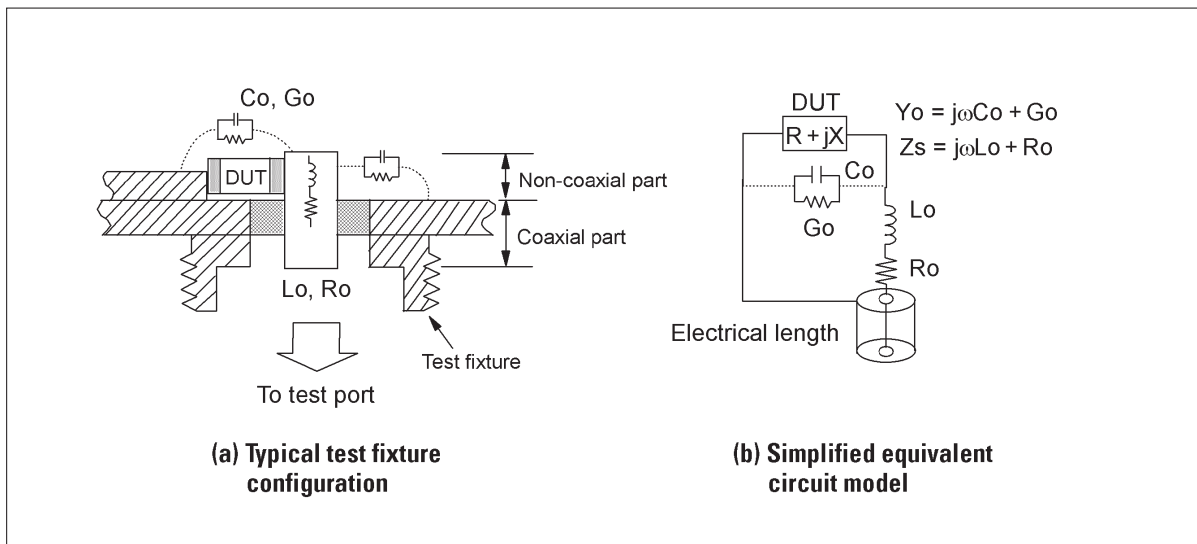 Co, Go
DUT
Non-coaxial part
Coaxial part
Lo, Ro
Test fixture
To test port
(a) Typical test fixture
configuration
DUT
R + jX
Yo = jωCo + Go
Zs = jωLo + Ro
Co
Go
Lo
Ro
Electrical length
(b) Simplified equivalent
circuit model